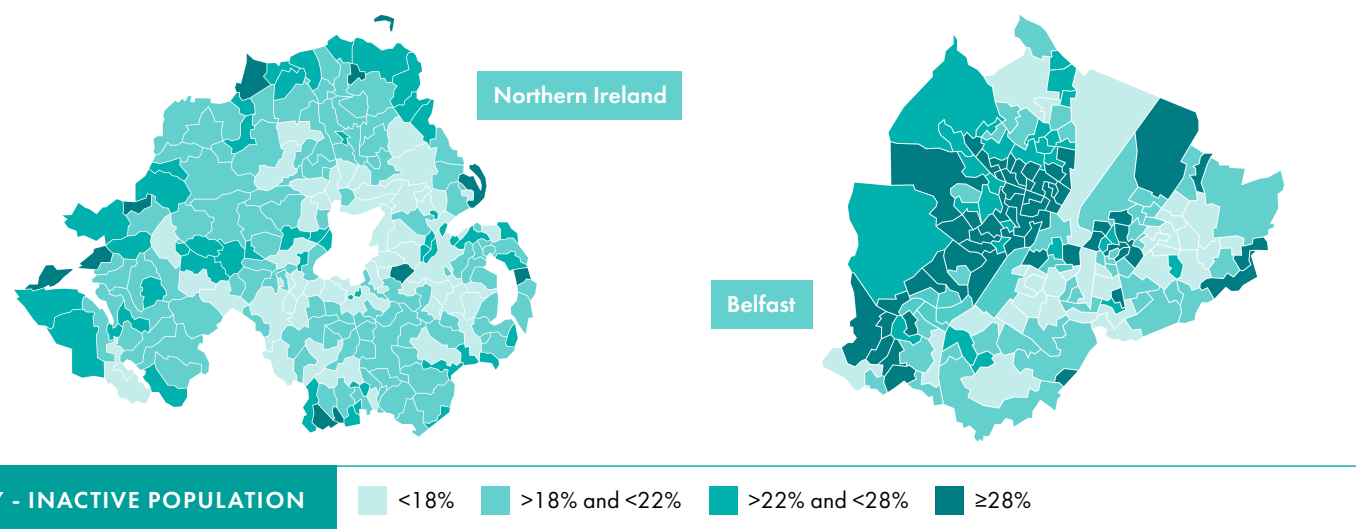 Northern Ireland
Belfast
Y - INACTIVE POPULATION
<18%
>18% and <22%
>22% and <28%
≥28%